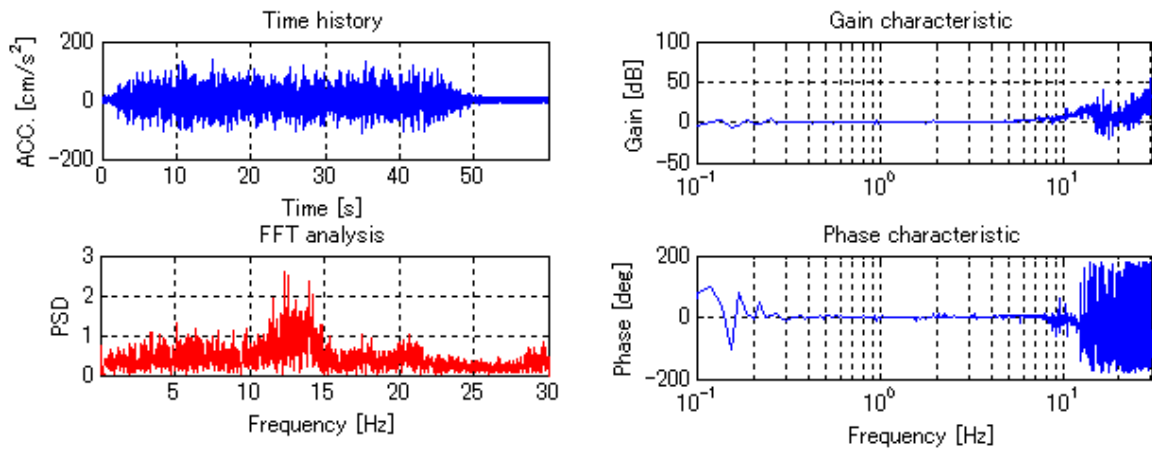 Time history
ACC. [cm/s²]
200
0
−200
0 10 20 30 40 50
Time [s]
FFT analysis
PSD
3
2
1
0
5 10 15 20 25 30
Frequency [Hz]
Gain characteristic
Gain [dB]
100
50
0
−50
10⁻¹ 10⁰ 10¹
Phase characteristic
Phase [deg]
200
0
−200
10⁻¹ 10⁰ 10¹
Frequency [Hz]